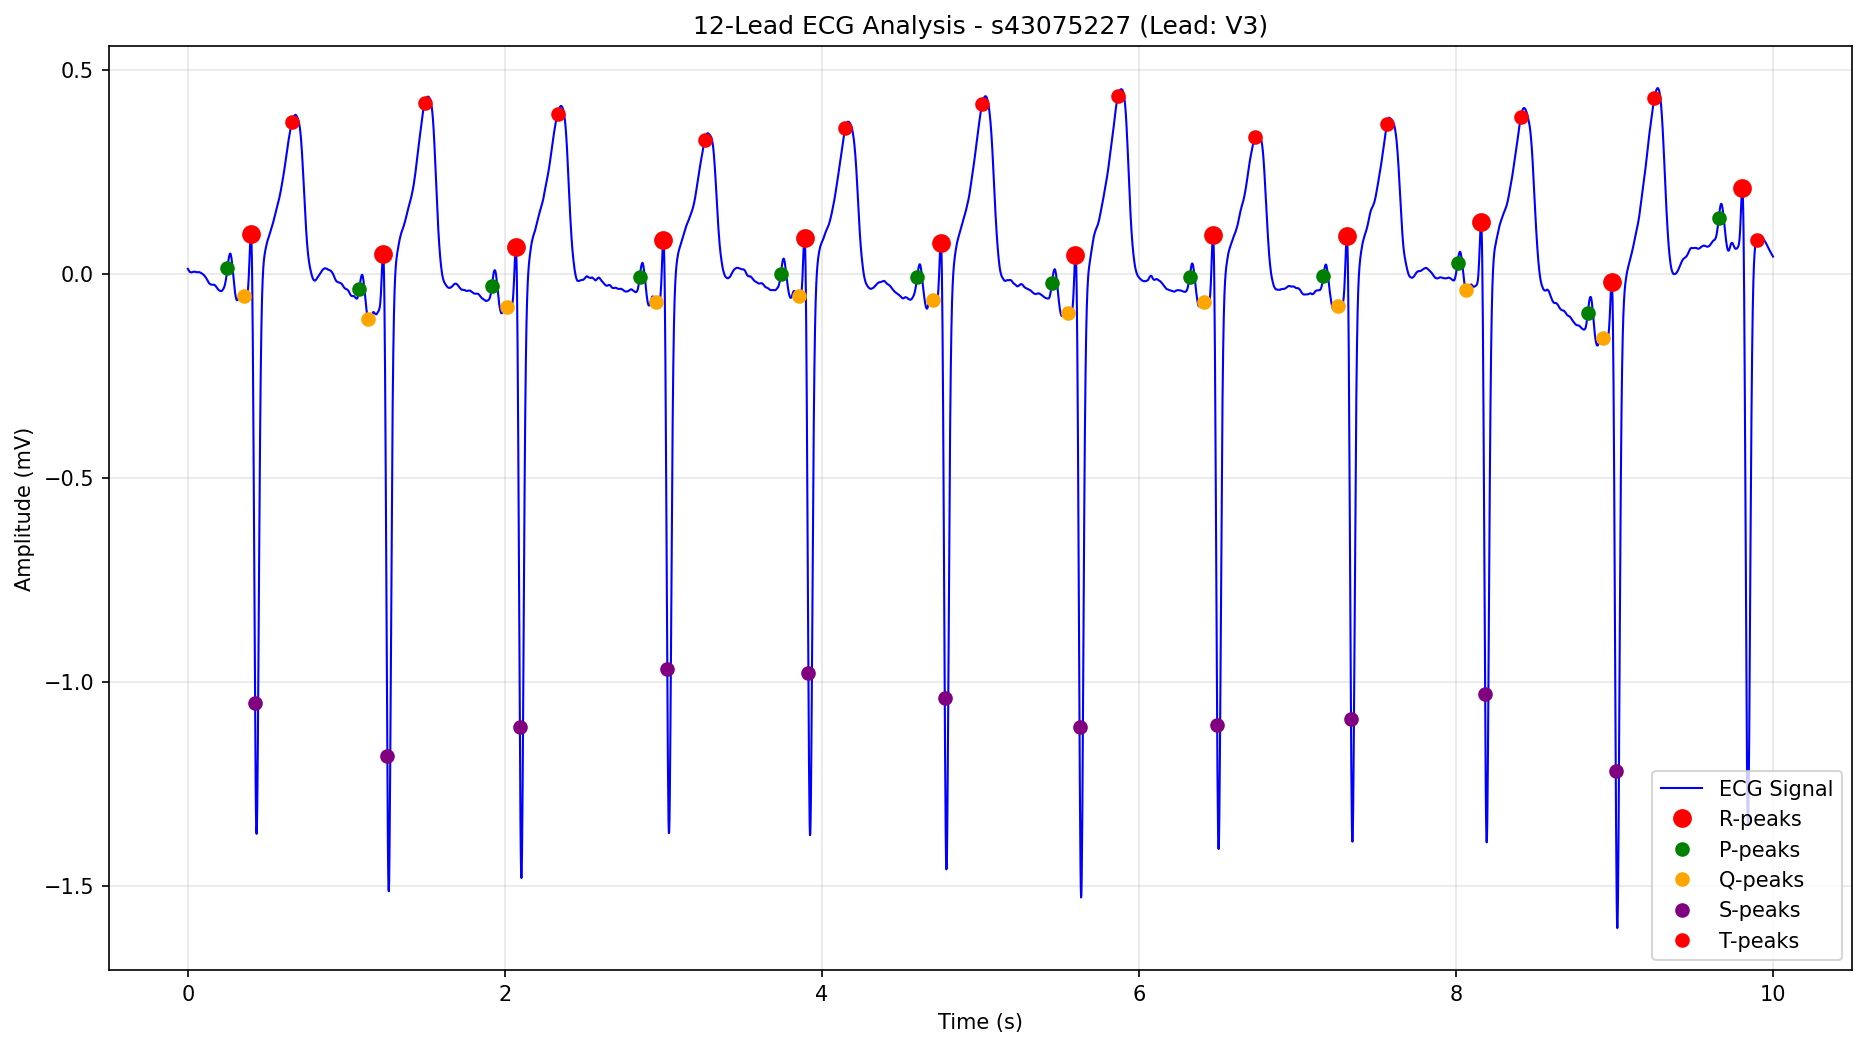 12-Lead ECG Analysis - s43075227 (Lead: V3)
Amplitude (mV)
0.5
0.0
−0.5
−1.0
−1.5
0 2 4 6 8 10
Time (s)
ECG Signal
R-peaks
P-peaks
Q-peaks
S-peaks
T-peaks